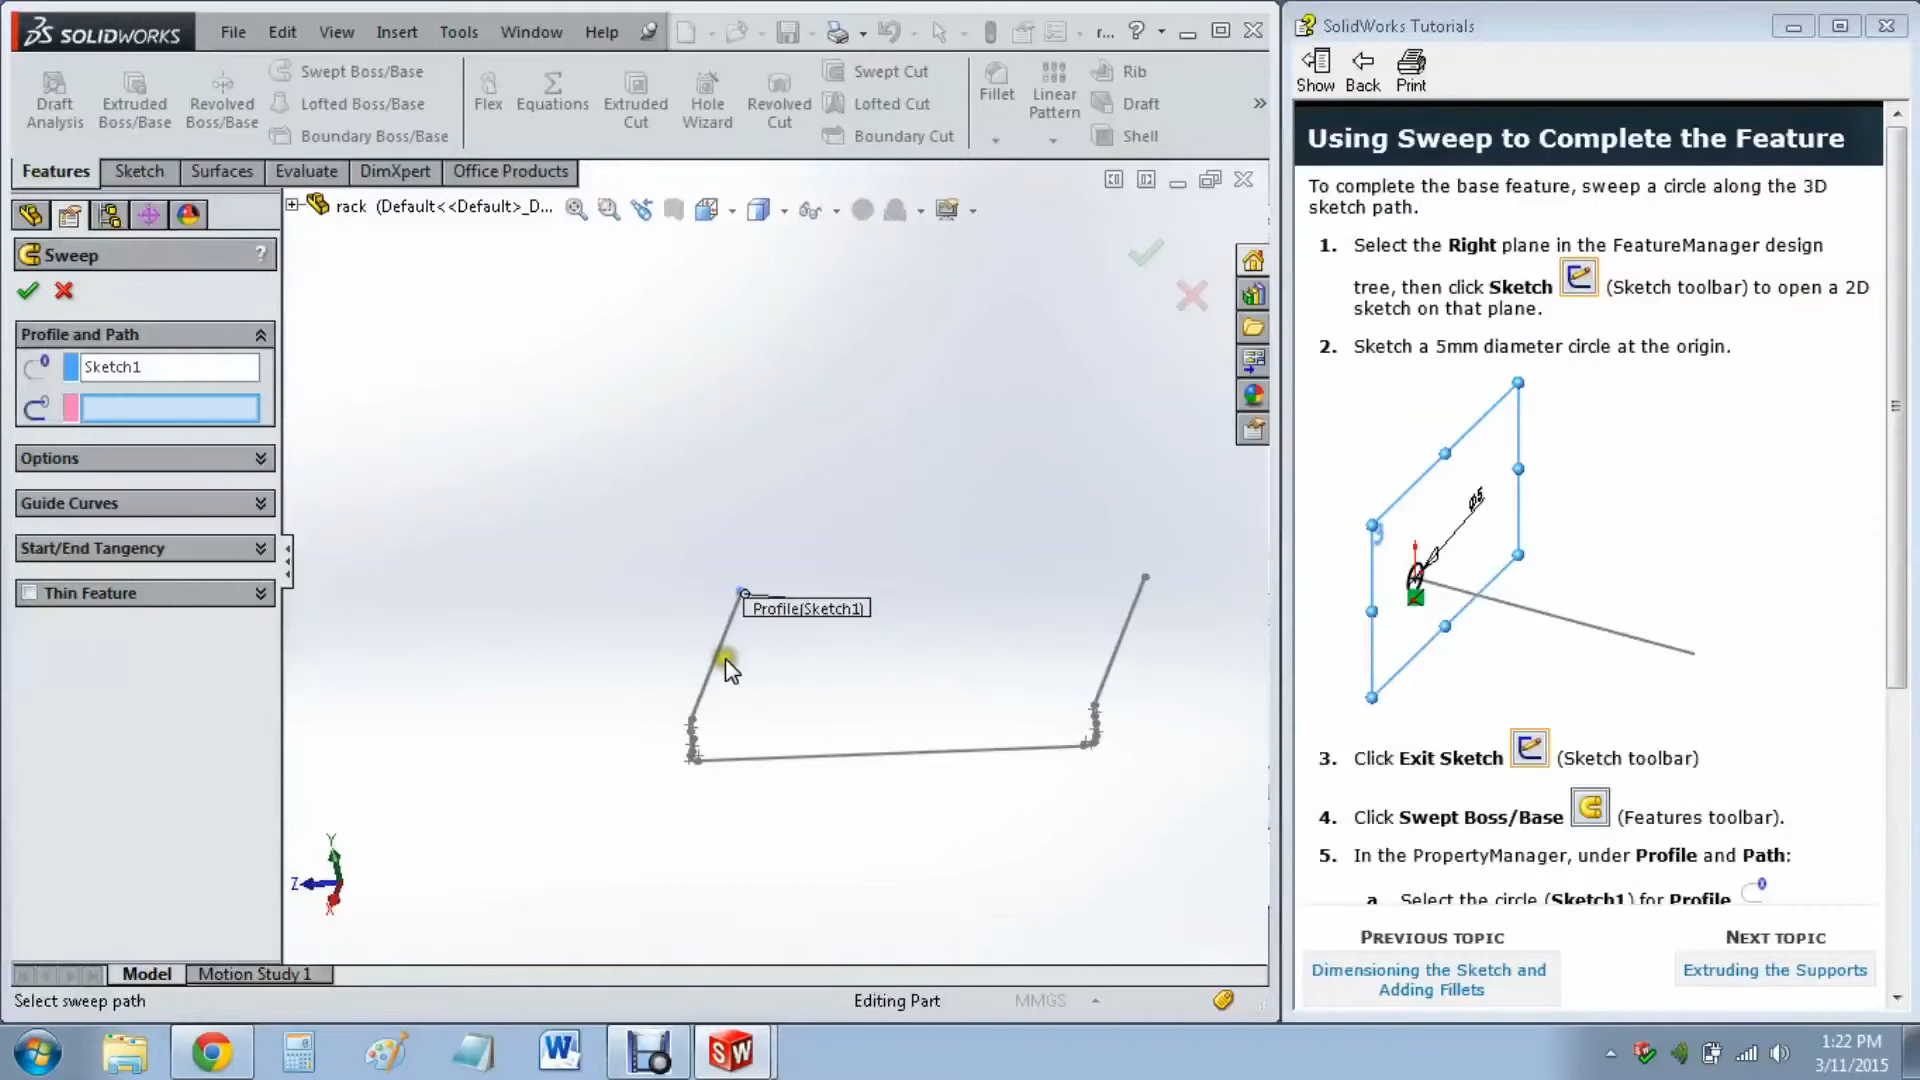 SOLIDWORKS
File Edit View Insert Tools Window Help
r...
Draft Analysis
Extruded Boss/Base
Revolved Boss/Base
Swept Boss/Base
Lofted Boss/Base
Boundary Boss/Base
Flex
Equations
Extruded Cut
Hole Wizard
Revolved Cut
Swept Cut
Lofted Cut
Boundary Cut
Fillet
Linear Pattern
Rib
Draft
Shell
Features Sketch Surfaces Evaluate DimXpert Office Products
rack (Default<<Default>_D...
Sweep ?
Profile and Path
Sketch1
Options
Guide Curves
Start/End Tangency
Thin Feature
Profile(Sketch1)
Y
Z
X
Model Motion Study 1
Select sweep path
Editing Part
MMGS
SolidWorks Tutorials
Show Back Print
Using Sweep to Complete the Feature
To complete the base feature, sweep a circle along the 3D
sketch path.
1. Select the Right plane in the FeatureManager design
tree, then click Sketch (Sketch toolbar) to open a 2D
sketch on that plane.
2. Sketch a 5mm diameter circle at the origin.
ø5
3. Click Exit Sketch (Sketch toolbar)
4. Click Swept Boss/Base (Features toolbar).
5. In the PropertyManager, under Profile and Path:
a Select the circle (Sketch1) for Profile
PREVIOUS TOPIC
Dimensioning the Sketch and
Adding Fillets
NEXT TOPIC
Extruding the Supports
1:22 PM
3/11/2015